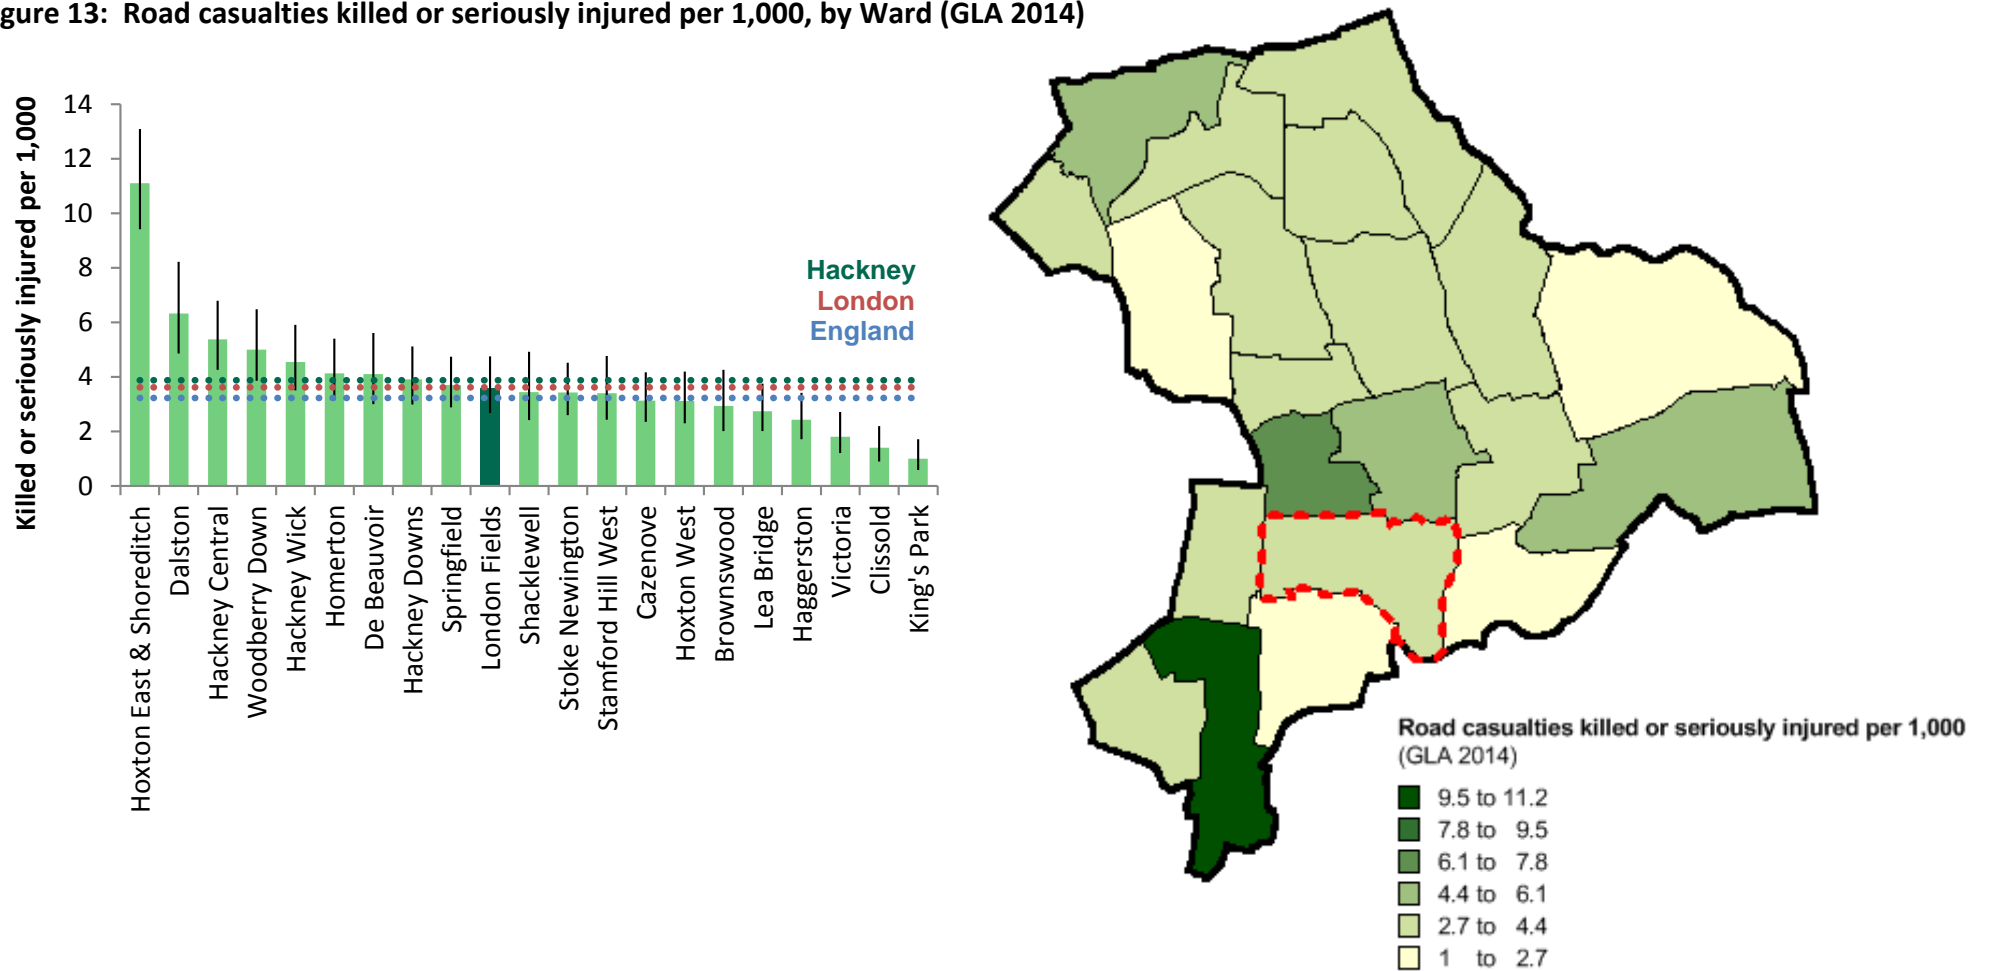 gure 13:  Road casualties killed or seriously injured per 1,000, by Ward (GLA 2014)
Killed or seriously injured per 1,000
14
12
10
8
6
4
2
0
Hackney
London
England
Hoxton East & Shoreditch
Dalston
Hackney Central
Woodberry Down
Hackney Wick
Homerton
De Beauvoir
Hackney Downs
Springfield
London Fields
Shacklewell
Stoke Newington
Stamford Hill West
Cazenove
Hoxton West
Brownswood
Lea Bridge
Haggerston
Victoria
Clissold
King's Park
Road casualties killed or seriously injured per 1,000
(GLA 2014)
9.5 to 11.2
7.8 to 9.5
6.1 to 7.8
4.4 to 6.1
2.7 to 4.4
1 to 2.7